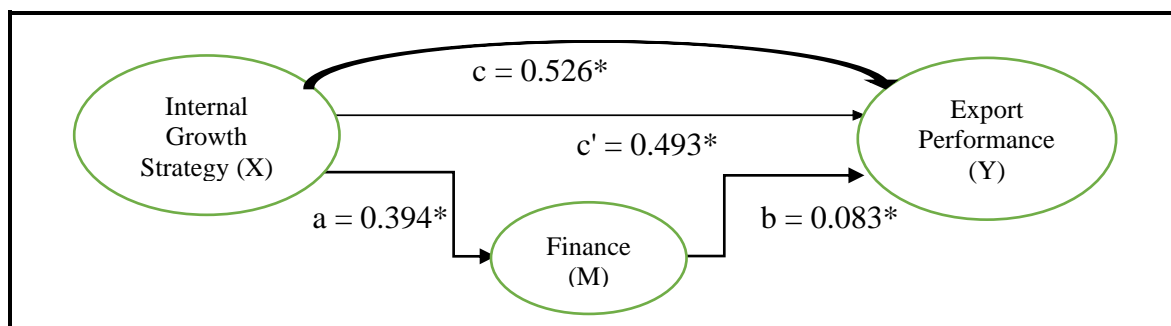 c = 0.526*
Internal
Growth
Strategy (X)
Export
Performance
(Y)
c' = 0.493*
a = 0.394*
b = 0.083*
Finance
(M)